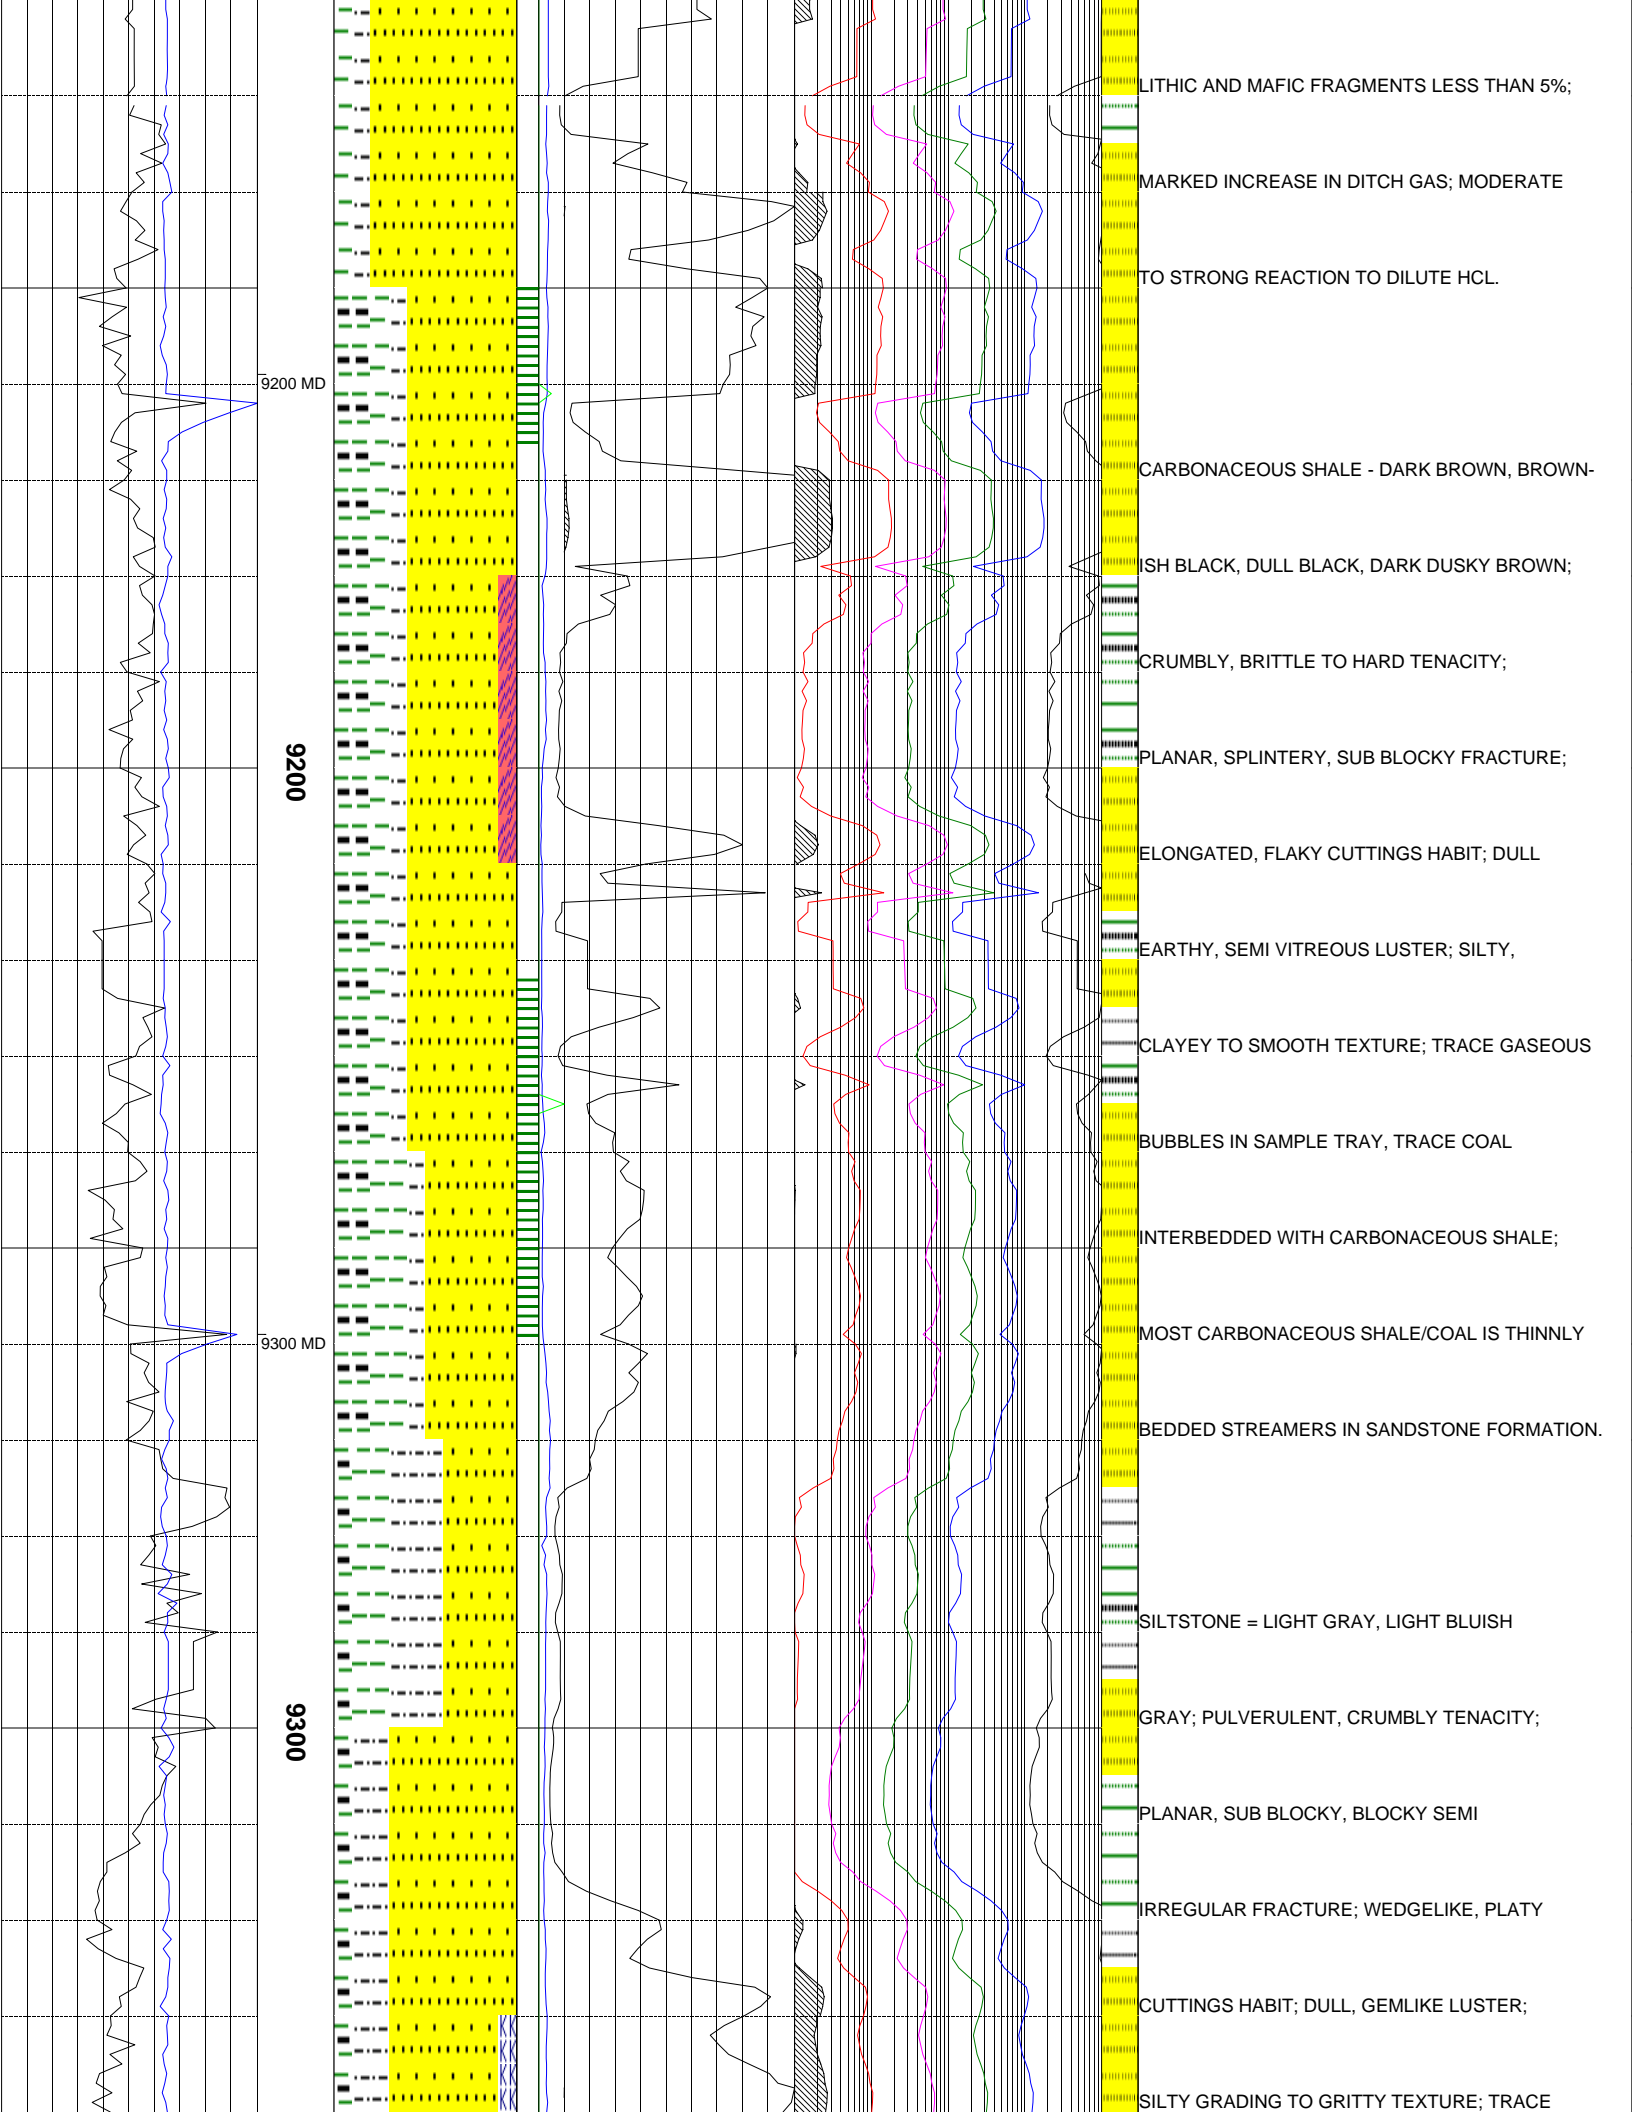 LITHIC AND MAFIC FRAGMENTS LESS THAN 5%;
MARKED INCREASE IN DITCH GAS; MODERATE
TO STRONG REACTION TO DILUTE HCL.
9200 MD
CARBONACEOUS SHALE - DARK BROWN, BROWN-
ISH BLACK, DULL BLACK, DARK DUSKY BROWN;
CRUMBLY, BRITTLE TO HARD TENACITY;
9200
PLANAR, SPLINTERY, SUB BLOCKY FRACTURE;
ELONGATED, FLAKY CUTTINGS HABIT; DULL
EARTHY, SEMI VITREOUS LUSTER; SILTY,
CLAYEY TO SMOOTH TEXTURE; TRACE GASEOUS
BUBBLES IN SAMPLE TRAY, TRACE COAL
INTERBEDDED WITH CARBONACEOUS SHALE;
9300 MD
MOST CARBONACEOUS SHALE/COAL IS THINNLY
BEDDED STREAMERS IN SANDSTONE FORMATION.
SILTSTONE = LIGHT GRAY, LIGHT BLUISH
9300
GRAY; PULVERULENT, CRUMBLY TENACITY;
PLANAR, SUB BLOCKY, BLOCKY SEMI
IRREGULAR FRACTURE; WEDGELIKE, PLATY
CUTTINGS HABIT; DULL, GEMLIKE LUSTER;
SILTY GRADING TO GRITTY TEXTURE; TRACE